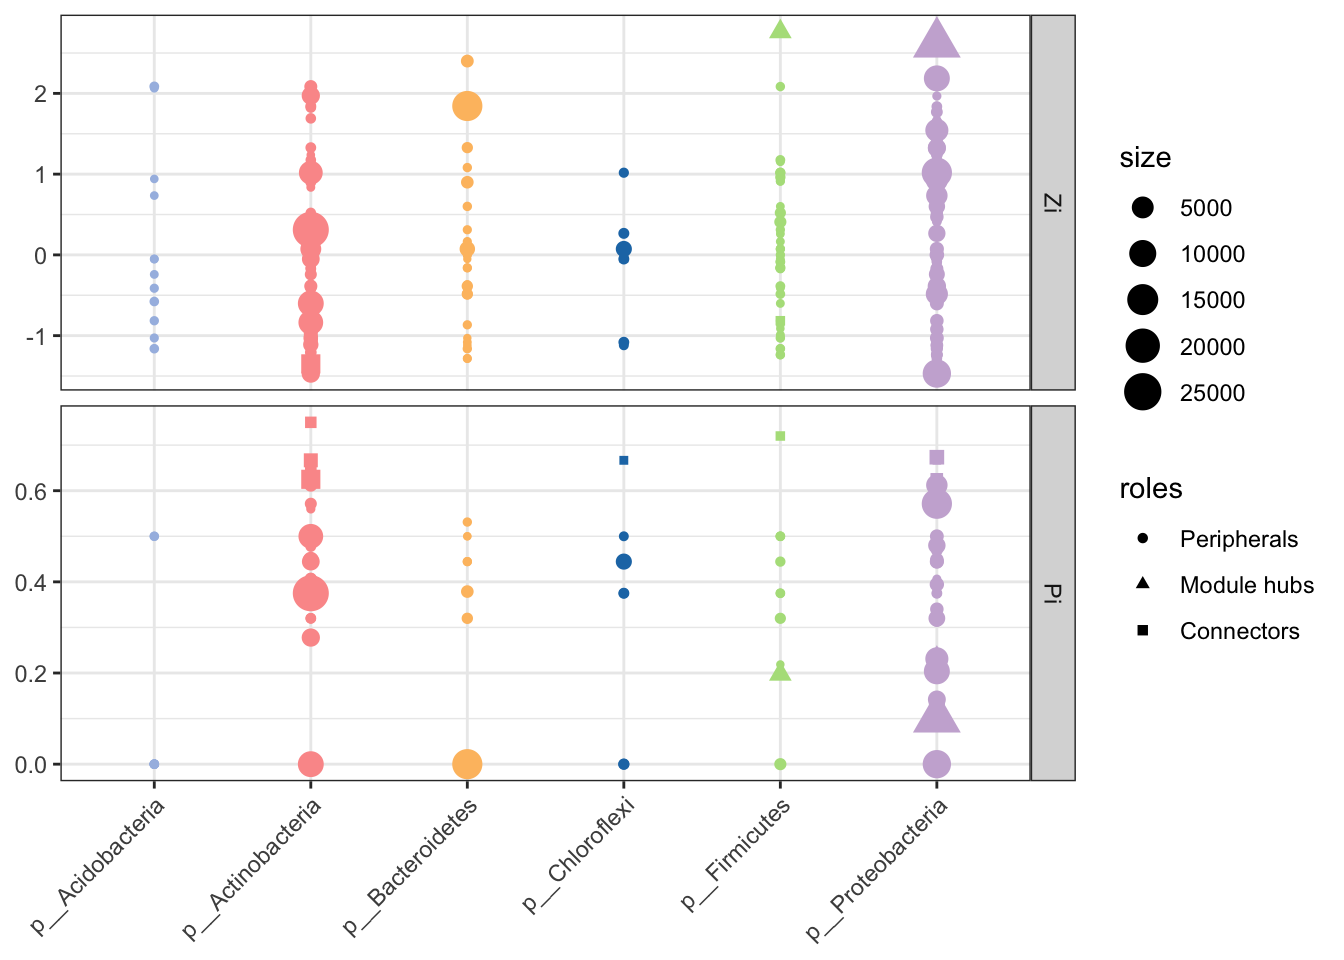 2
1
0
-1
Zi
0.6
0.4
0.2
0.0
Pi
p__Acidobacteria
p__Actinobacteria
p__Bacteroidetes
p__Chloroflexi
p__Firmicutes
p__Proteobacteria
size
5000
10000
15000
20000
25000
roles
Peripherals
Module hubs
Connectors